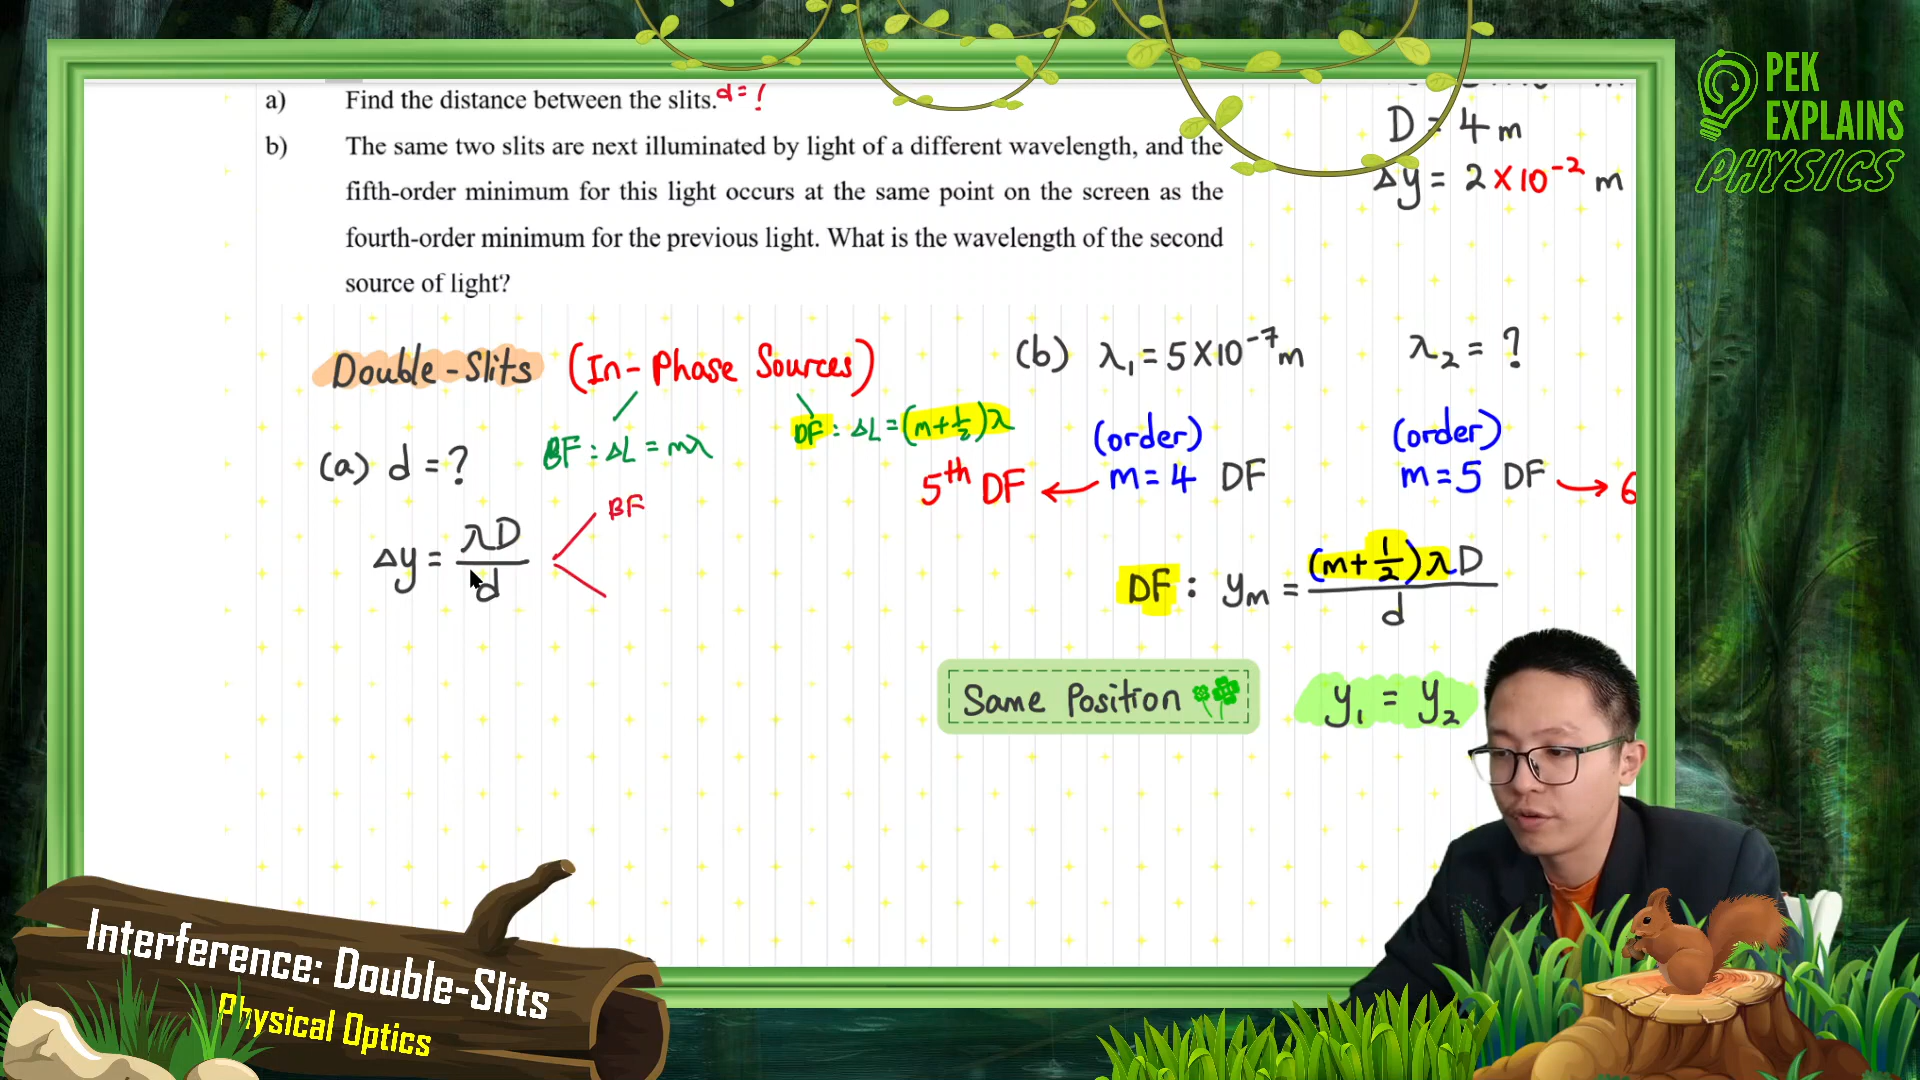 a) Find the distance between the slits. d = ?
b) The same two slits are next illuminated by light of a different wavelength, and the
fifth-order minimum for this light occurs at the same point on the screen as the
fourth-order minimum for the previous light. What is the wavelength of the second
source of light?
D = 4 m
Δy = 2 × 10⁻² m
PEK
EXPLAINS
PHYSICS
Double-Slits (In-Phase Sources)
BF : ΔL = mλ
DF : ΔL = (m+½)λ
(a) d = ?
Δy = λD/d
BF
(b) λ₁ = 5 × 10⁻⁷ m λ₂ = ?
(order) (order)
5th DF ← m = 4 DF m = 5 DF → 6
DF : yₘ = (m+½)λD/d
Same Position y₁ = y₂
Interference: Double-Slits
Physical Optics